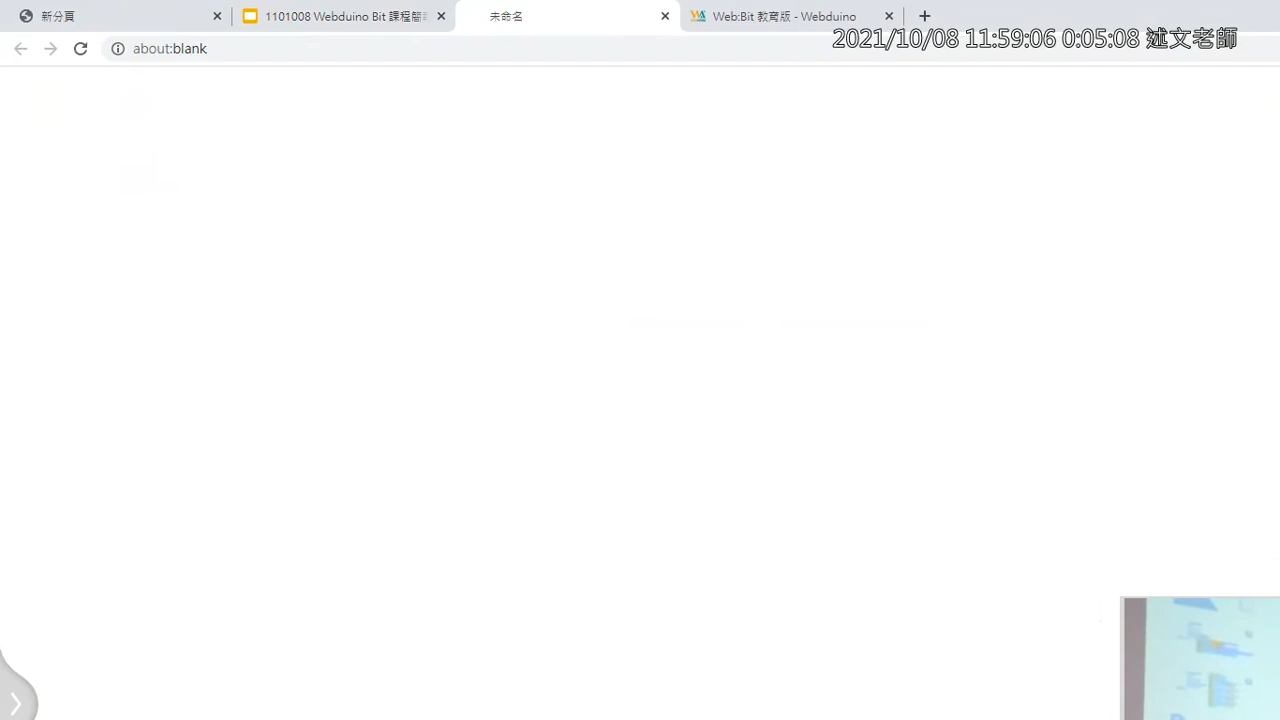 新分頁
1101008 Webduino Bit 課程簡
未命名
Web:Bit 教育版 - Webduino
about:blank
2021/10/08 11:59:06 0:05:08 述文老師